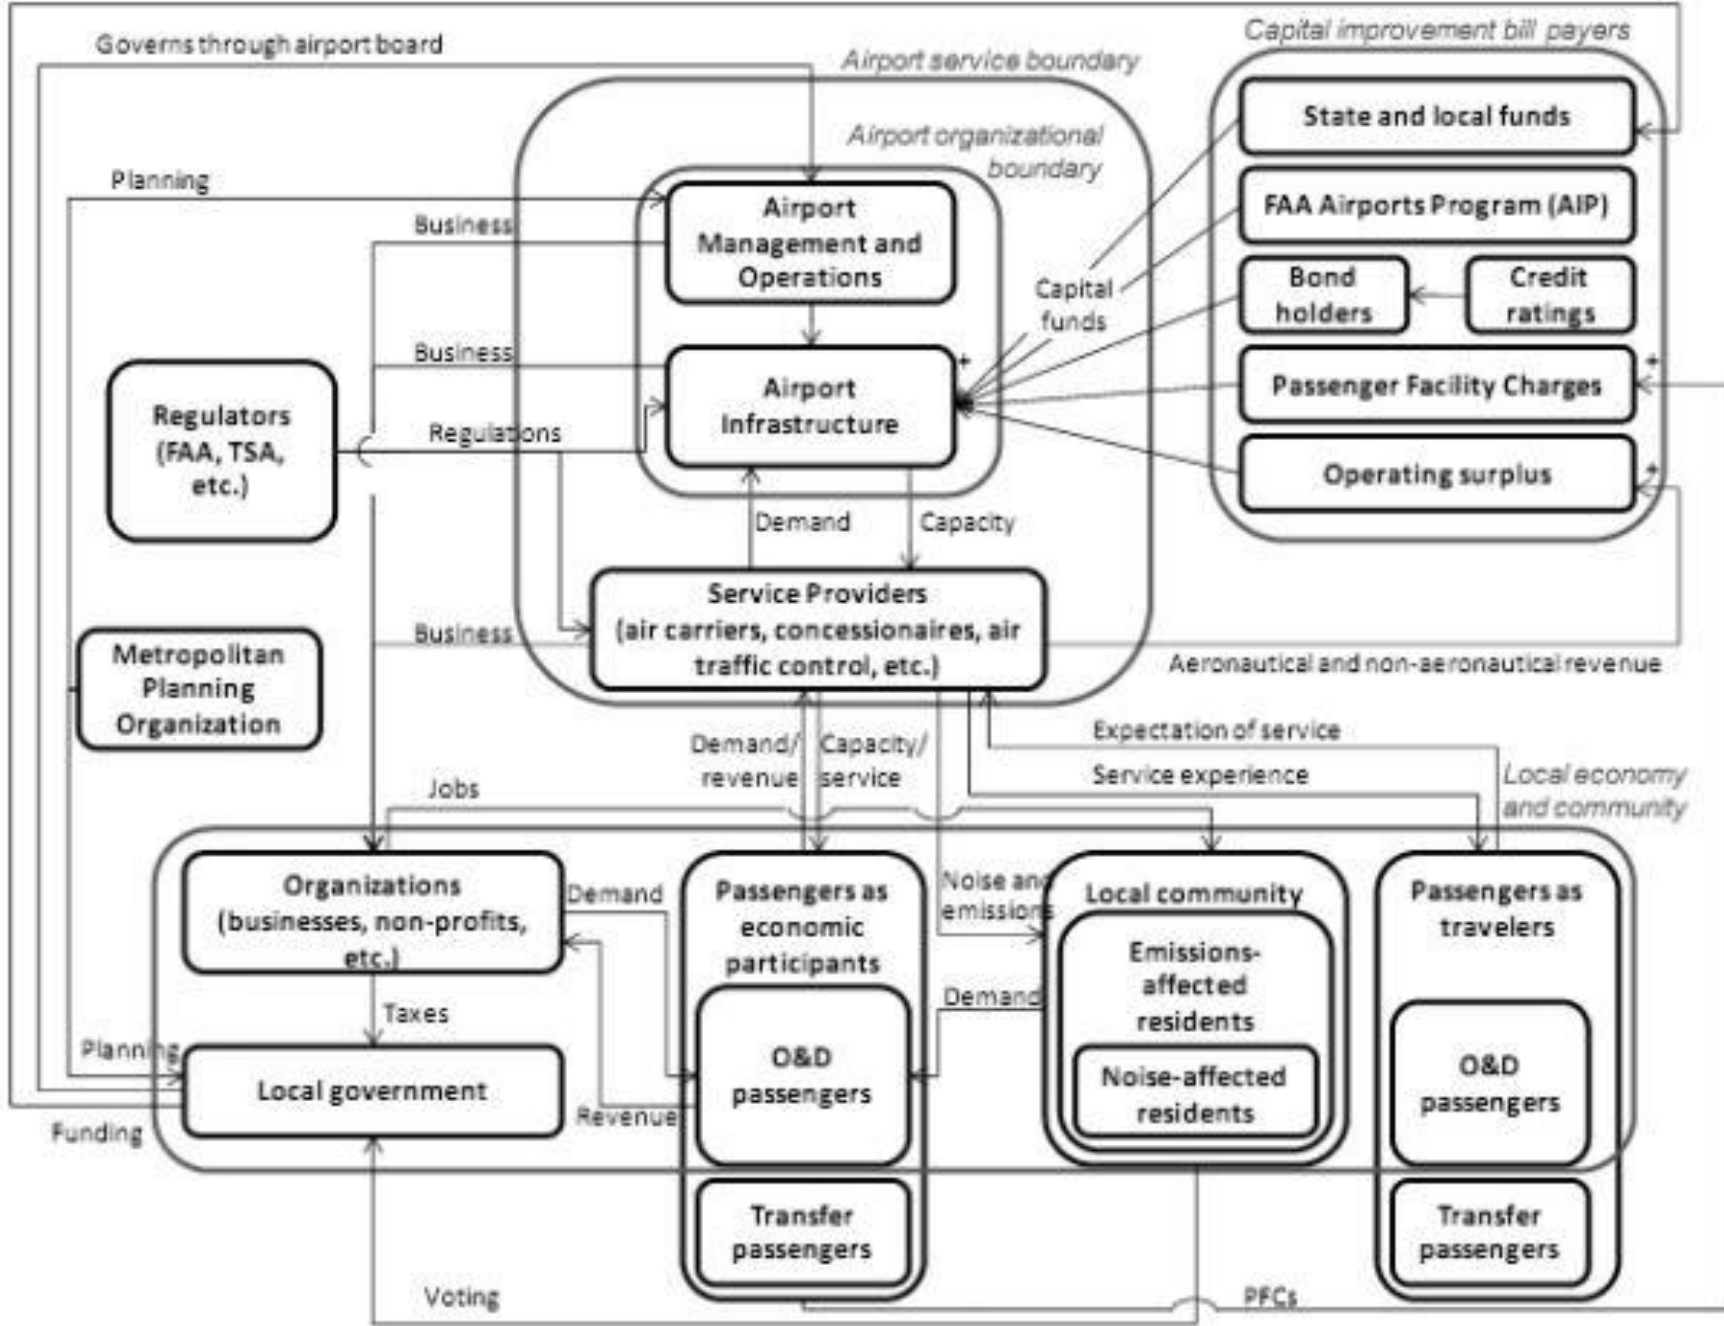 Governs through airport board
Capital improvement bill payers
Airport service boundary
State and local funds
Airport organizational
boundary
Planning
FAA Airports Program (AIP)
Business
Airport
Management and
Operations
Capital
funds
Bond
holders
Credit
ratings
Business
+
+
Regulators
(FAA, TSA,
etc.)
Airport
Infrastructure
Passenger Facility Charges
Regulations
Operating surplus
+
Demand
Capacity
Service Providers
(air carriers, concessionaires, air
traffic control, etc.)
Business
Metropolitan
Planning
Organization
Aeronautical and non-aeronautical revenue
Demand/
revenue
Capacity/
service
Expectation of service
Service experience
Local economy
and community
Jobs
Organizations
(businesses, non-profits,
etc.)
Demand
Passengers as
economic
participants
Noise and
emissions
Local community
Passengers as
travelers
Emissions-
affected
residents
Demand
Taxes
Planning
Local government
O&D
passengers
Noise-affected
residents
O&D
passengers
Revenue
Funding
Transfer
passengers
Transfer
passengers
Voting
PFCs